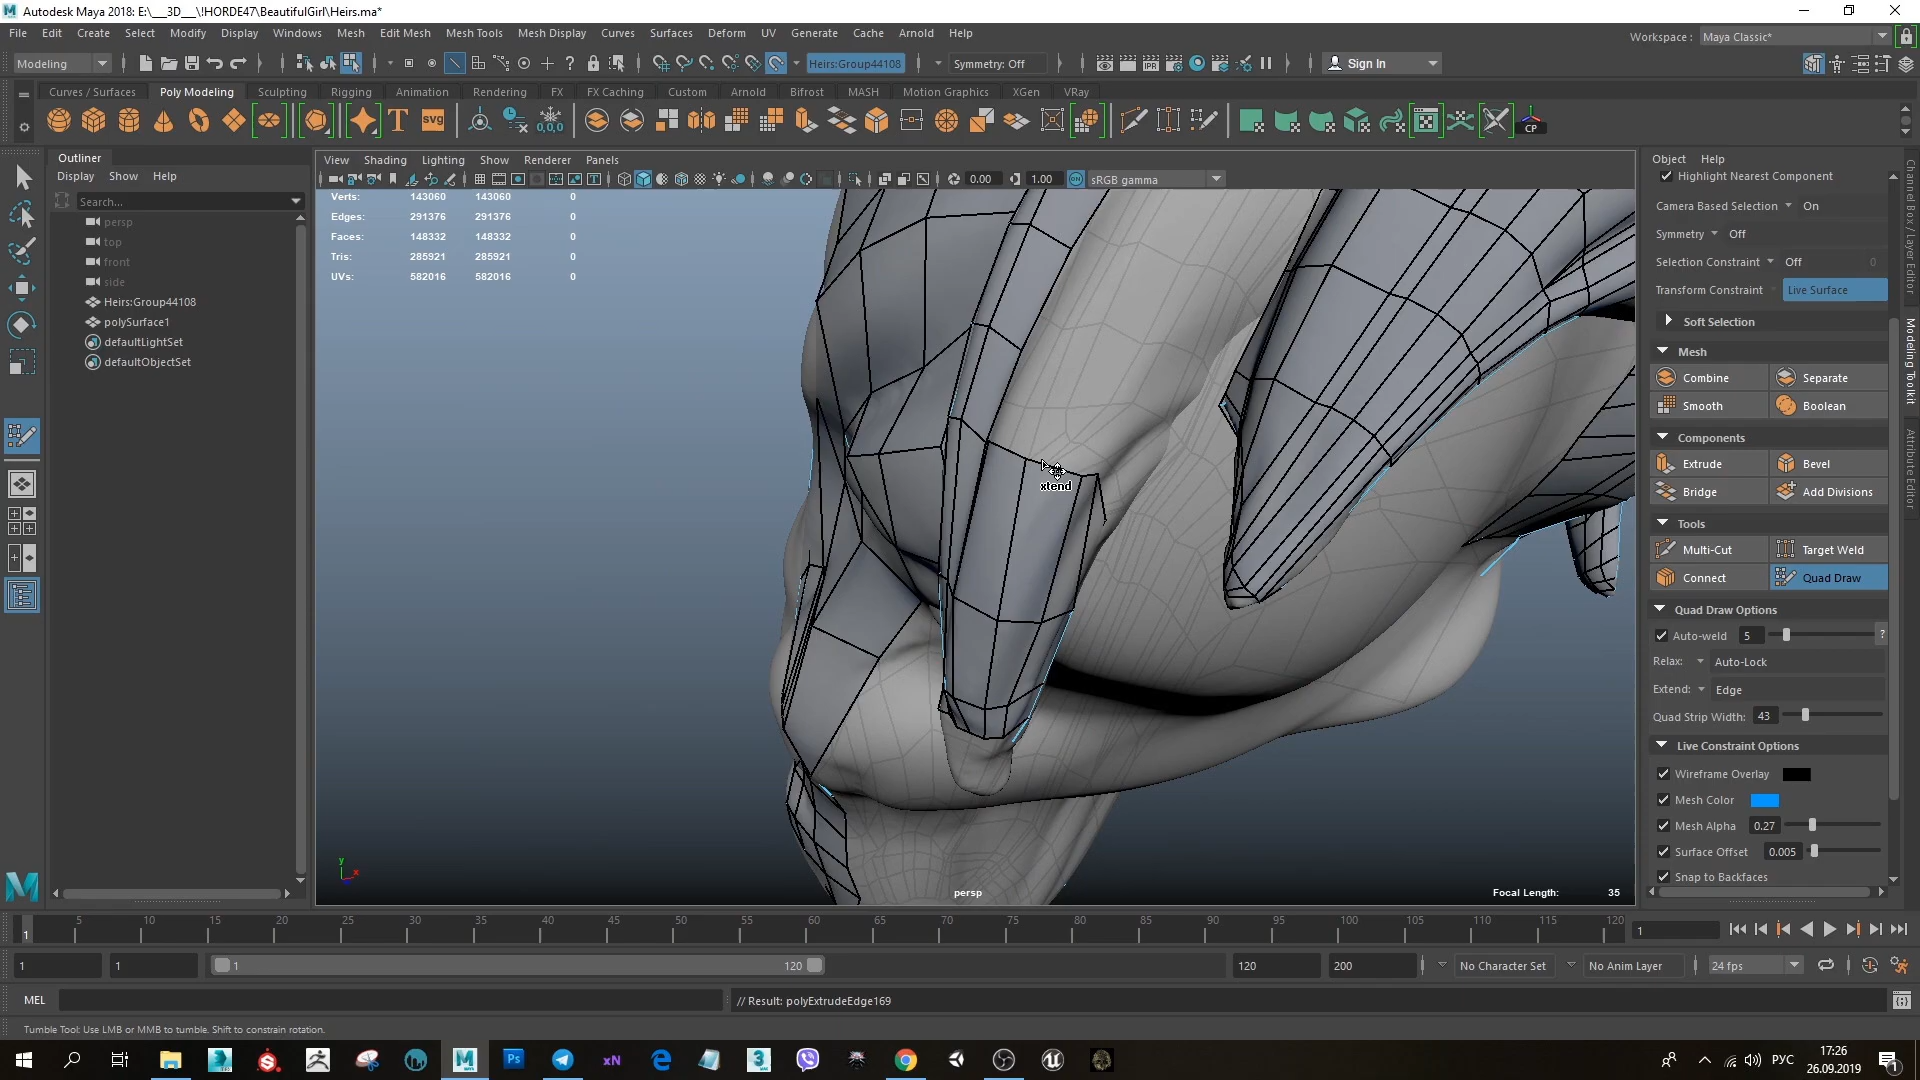 Autodesk Maya 2018: E:\___3D___\!HORDE47\BeautifulGirl\Heirs.ma*
File Edit Create Select Modify Display Windows Mesh Edit Mesh Mesh Tools Mesh Display Curves Surfaces Deform UV Generate Cache Arnold Help
Workspace : Maya Classic*
Modeling Heirs:Group44108 Symmetry: Off Sign In
Curves / Surfaces Poly Modeling Sculpting Rigging Animation Rendering FX FX Caching Custom Arnold Bifrost MASH Motion Graphics XGen VRay
Outliner
Display Show Help
Search...
persp
top
front
side
Heirs:Group44108
polySurface1
defaultLightSet
defaultObjectSet
View Shading Lighting Show Renderer Panels
0.00 1.00 sRGB gamma
Verts: 143060 143060 0
Edges: 291376 291376 0
Faces: 148332 148332 0
Tris: 285921 285921 0
UVs: 582016 582016 0
xtend
persp
Focal Length: 35
Object Help
Highlight Nearest Component
Camera Based Selection On
Symmetry Off
Selection Constraint Off 0
Transform Constraint Live Surface
Soft Selection
Mesh
Combine Separate
Smooth Boolean
Components
Extrude Bevel
Bridge Add Divisions
Tools
Multi-Cut Target Weld
Connect Quad Draw
Quad Draw Options
Auto-weld 5 ?
Relax: Auto-Lock
Extend: Edge
Quad Strip Width: 43
Live Constraint Options
Wireframe Overlay
Mesh Color
Mesh Alpha 0.27
Surface Offset 0.005
Snap to Backfaces
Channel Box / Layer Editor
Modeling Toolkit
Attribute Editor
1 5 10 15 20 25 30 35 40 45 50 55 60 65 70 75 80 85 90 95 100 105 110 115 120
1
1 1 1 120 120 200 No Character Set No Anim Layer 24 fps
MEL // Result: polyExtrudeEdge169
Tumble Tool: Use LMB or MMB to tumble. Shift to constrain rotation.
РУС 17:26
26.09.2019